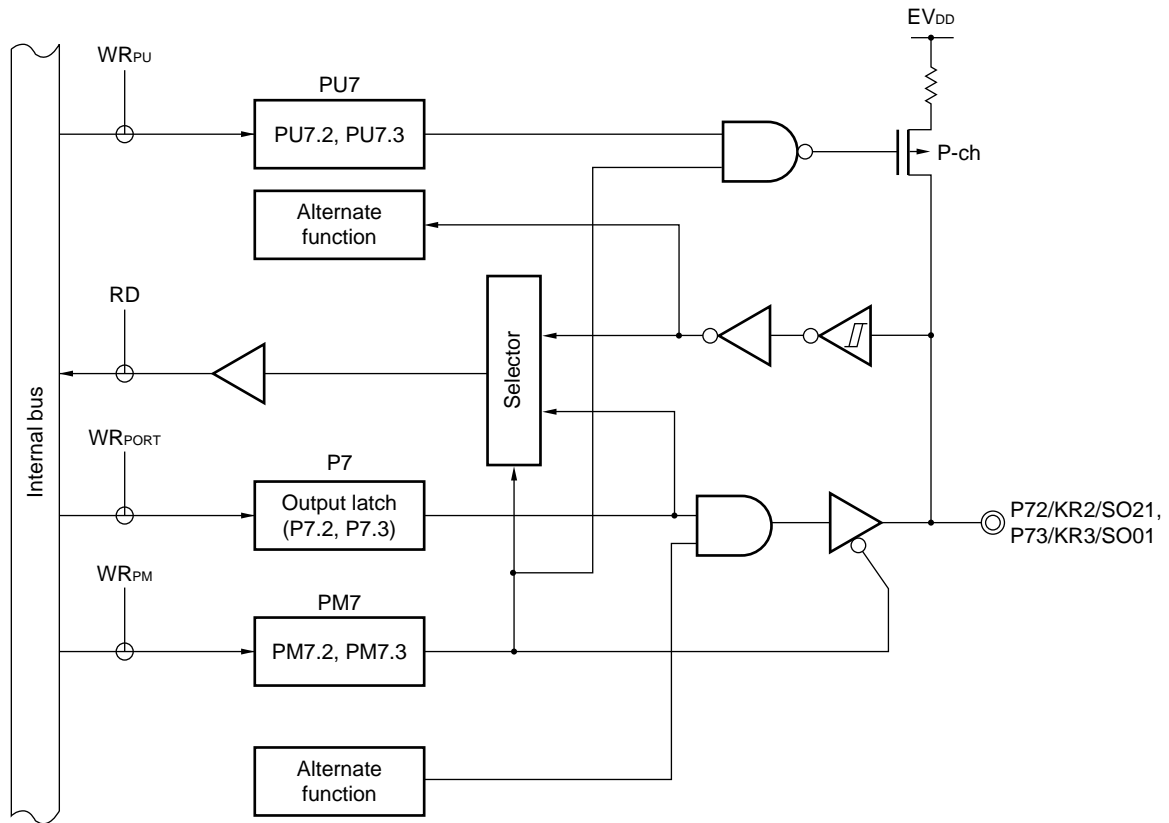 EVDD
WRPU
PU7
PU7.2, PU7.3
P-ch
Alternate
function
RD
Selector
Internal bus
WRPORT
P7
Output latch
(P7.2, P7.3)
P72/KR2/SO21,
P73/KR3/SO01
WRPM
PM7
PM7.2, PM7.3
Alternate
function